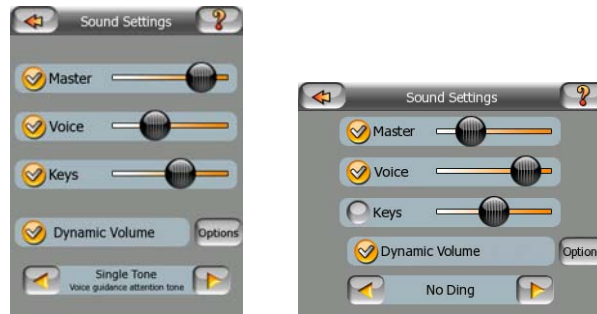 Sound Settings
Master
Voice
Keys
Dynamic Volume
Options
Single Tone
Voice guidance attention tone
Sound Settings
Master
Voice
Keys
Dynamic Volume
Option
No Ding